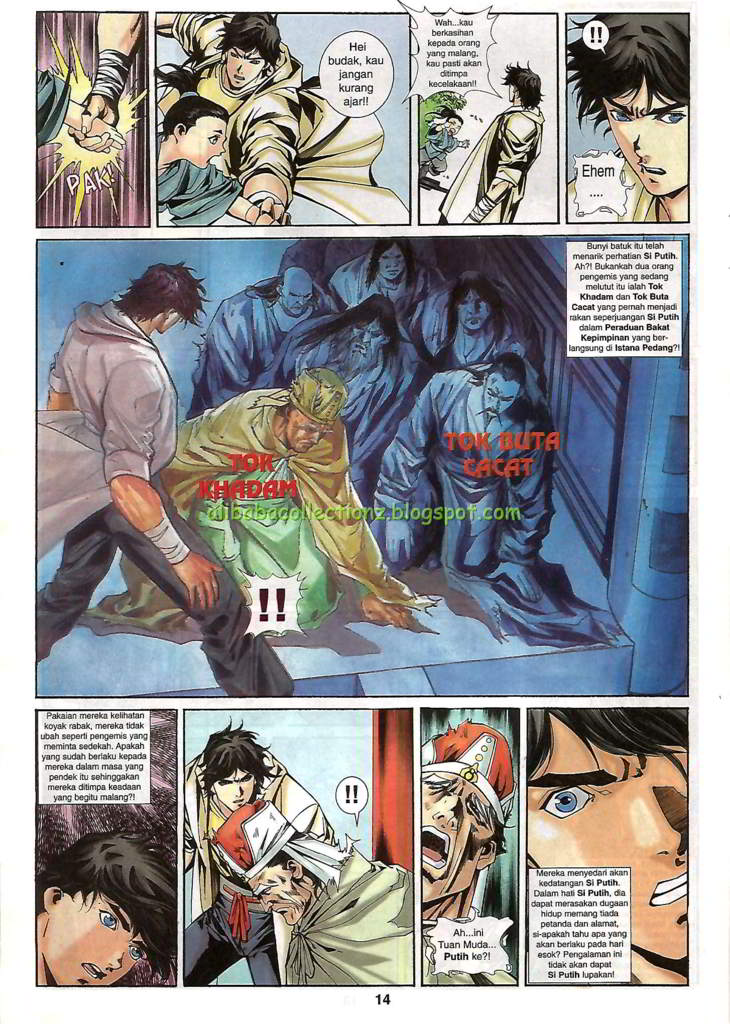 PAK!
Hei
budak, kau
jangan
kurang
ajar!!
Wah...kau
berkasihan
kepada orang
yang malang,
kau pasti akan
ditimpa
kecelakaan!!
!!
Ehem
....
Bunyi batuk itu telah
menarik perhatian Si Putih.
Ah?! Bukankah dua orang
pengemis yang sedang
melutut itu ialah Tok
Khadam dan Tok Buta
Cacat yang pernah menjadi
rakan seperjuangan Si Putih
dalam Peraduan Bakat
Kepimpinan yang ber-
langsung di Istana Pedang?!
TOK
KHADAM
TOK BUTA
CACAT
alibabacollectionz.blogspot.com
!!
Pakaian mereka kelihatan
koyak rabak, mereka tidak
ubah seperti pengemis yang
meminta sedekah. Apakah
yang sudah berlaku kepada
mereka dalam masa yang
pendek itu sehinggakan
mereka ditimpa keadaan
yang begitu malang?!
!!
Ah...ini
Tuan Muda...
Putih ke?!
Mereka menyedari akan
kedatangan Si Putih.
Dalam hati Si Putih, dia
dapat merasakan dugaan
hidup memang tiada
petanda dan alamat,
si-apakah tahu apa yang
akan berlaku pada hari
esok? Pengalaman ini
tidak akan dapat
Si Putih lupakan!
14